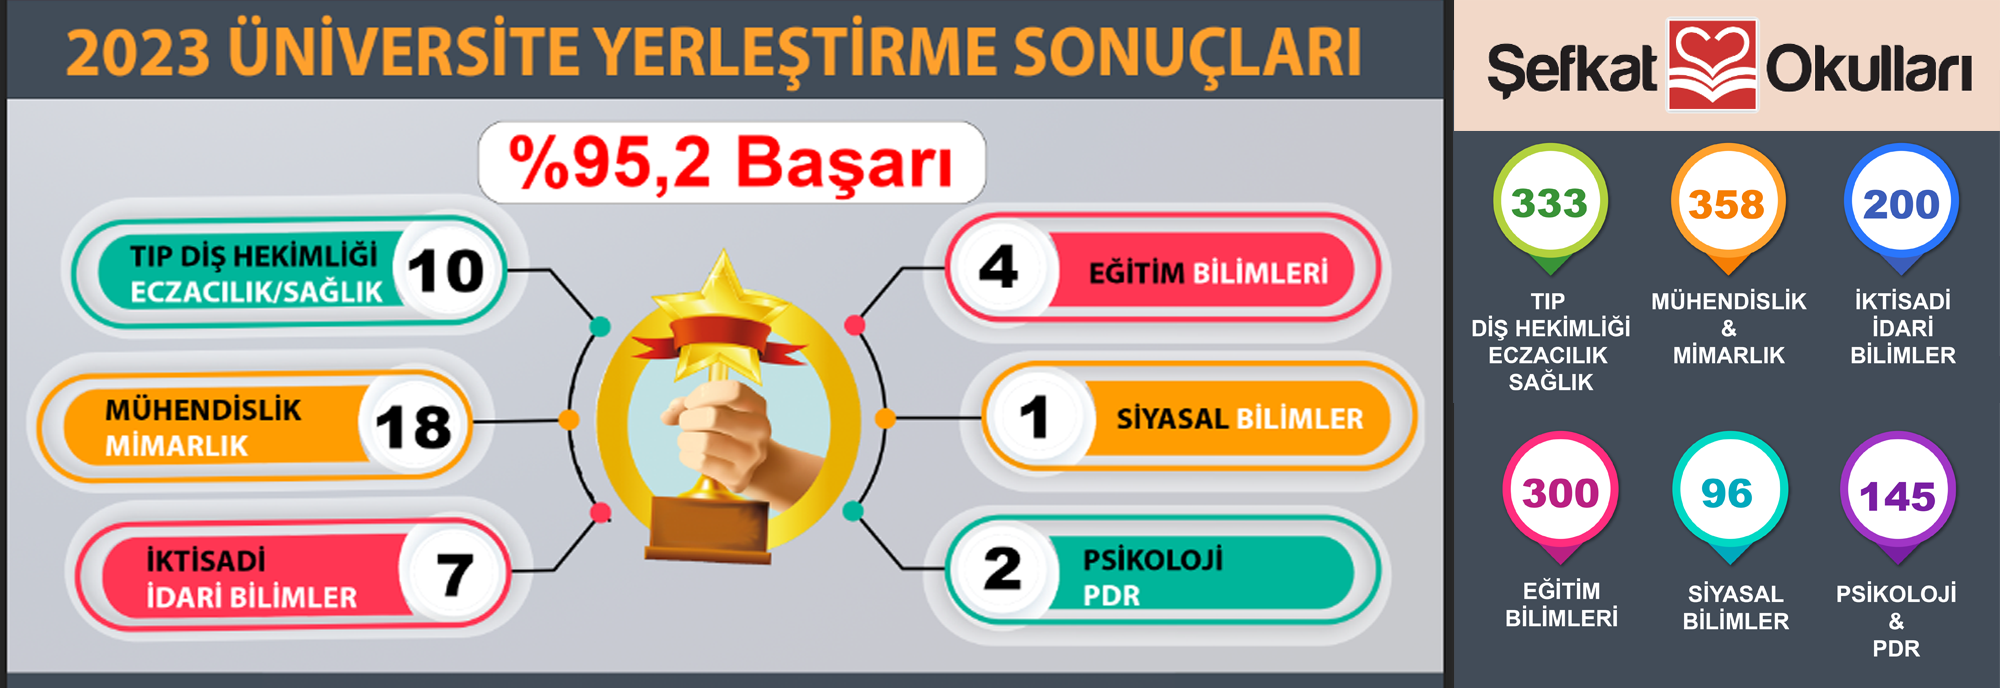 2023 ÜNİVERSİTE YERLEŞTİRME SONUÇLARI
%95,2 Başarı
TIP DİŞ HEKİMLİĞİ
ECZACILIK/SAĞLIK
10
MÜHENDİSLİK
MİMARLIK
18
İKTİSADİ
İDARİ BİLİMLER
7
4
EĞİTİM BİLİMLERİ
1
SİYASAL BİLİMLER
2
PSİKOLOJİ
PDR
Şefkat Okulları
333
TIP
DİŞ HEKİMLİĞİ
ECZACILIK
SAĞLIK
358
MÜHENDİSLİK
&
MİMARLIK
200
İKTİSADİ
İDARİ
BİLİMLER
300
EĞİTİM
BİLİMLERİ
96
SİYASAL
BİLİMLER
145
PSİKOLOJİ
&
PDR